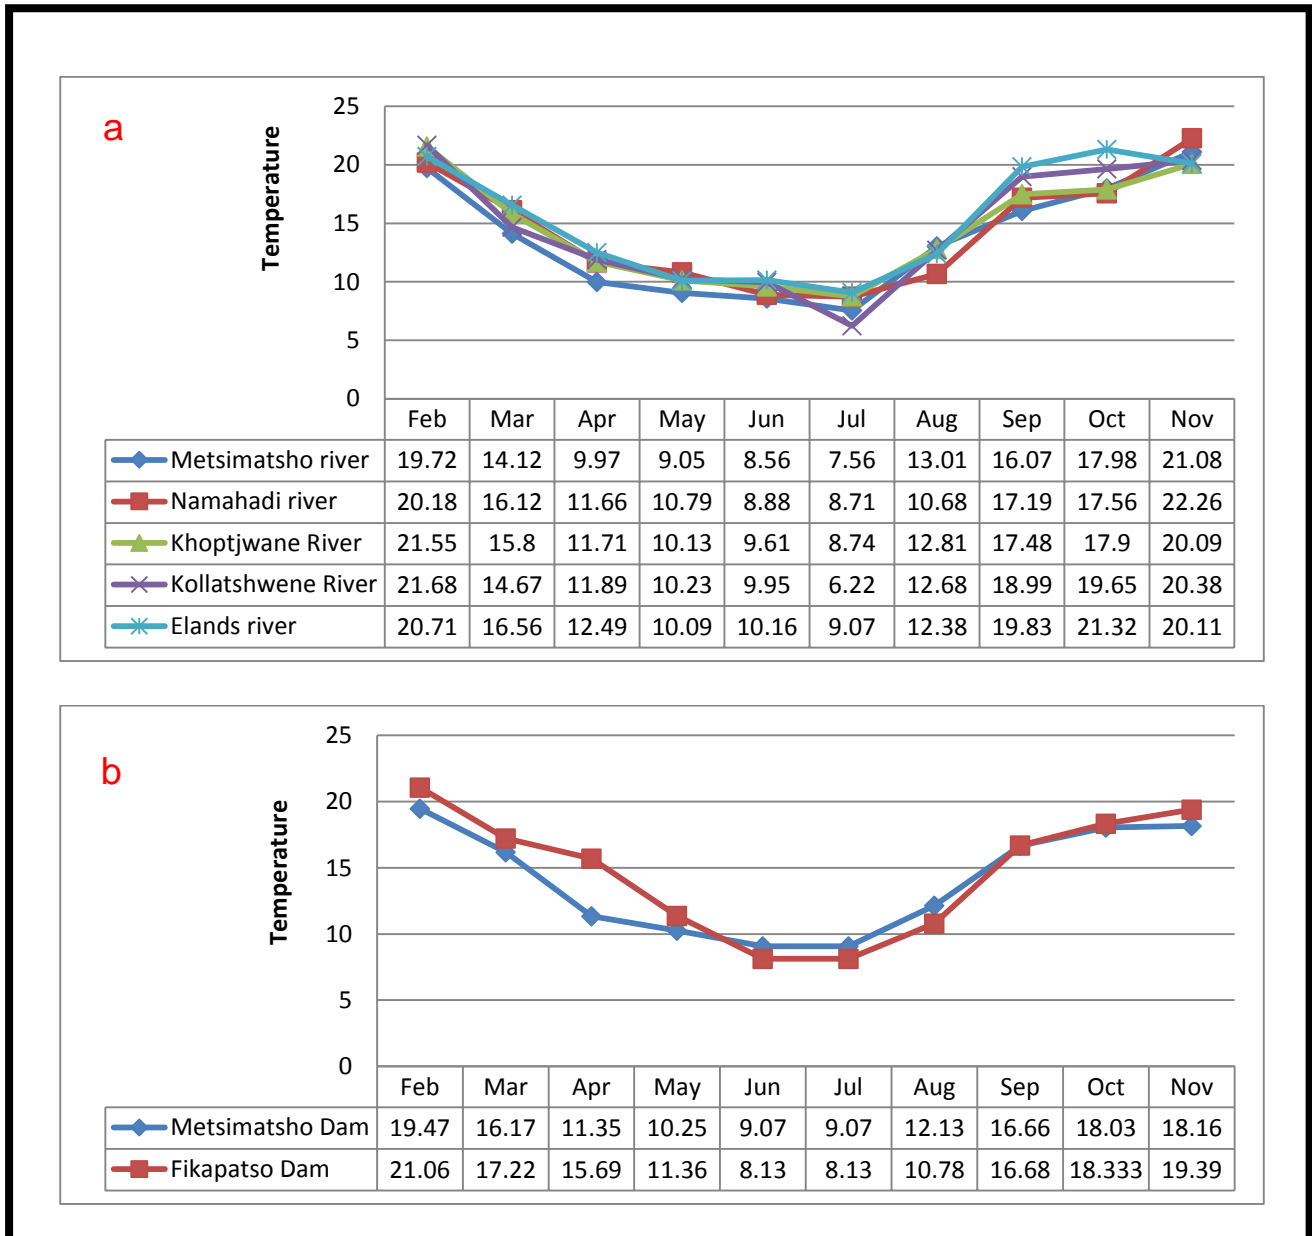 a
Temperature
25
20
15
10
5
0
Feb Mar Apr May Jun Jul Aug Sep Oct Nov
Metsimatsho river 19.72 14.12 9.97 9.05 8.56 7.56 13.01 16.07 17.98 21.08
Namahadi river 20.18 16.12 11.66 10.79 8.88 8.71 10.68 17.19 17.56 22.26
Khoptjwane River 21.55 15.8 11.71 10.13 9.61 8.74 12.81 17.48 17.9 20.09
Kollatshwene River 21.68 14.67 11.89 10.23 9.95 6.22 12.68 18.99 19.65 20.38
Elands river 20.71 16.56 12.49 10.09 10.16 9.07 12.38 19.83 21.32 20.11
b
Temperature
25
20
15
10
5
0
Feb Mar Apr May Jun Jul Aug Sep Oct Nov
Metsimatsho Dam 19.47 16.17 11.35 10.25 9.07 9.07 12.13 16.66 18.03 18.16
Fikapatso Dam 21.06 17.22 15.69 11.36 8.13 8.13 10.78 16.68 18.333 19.39